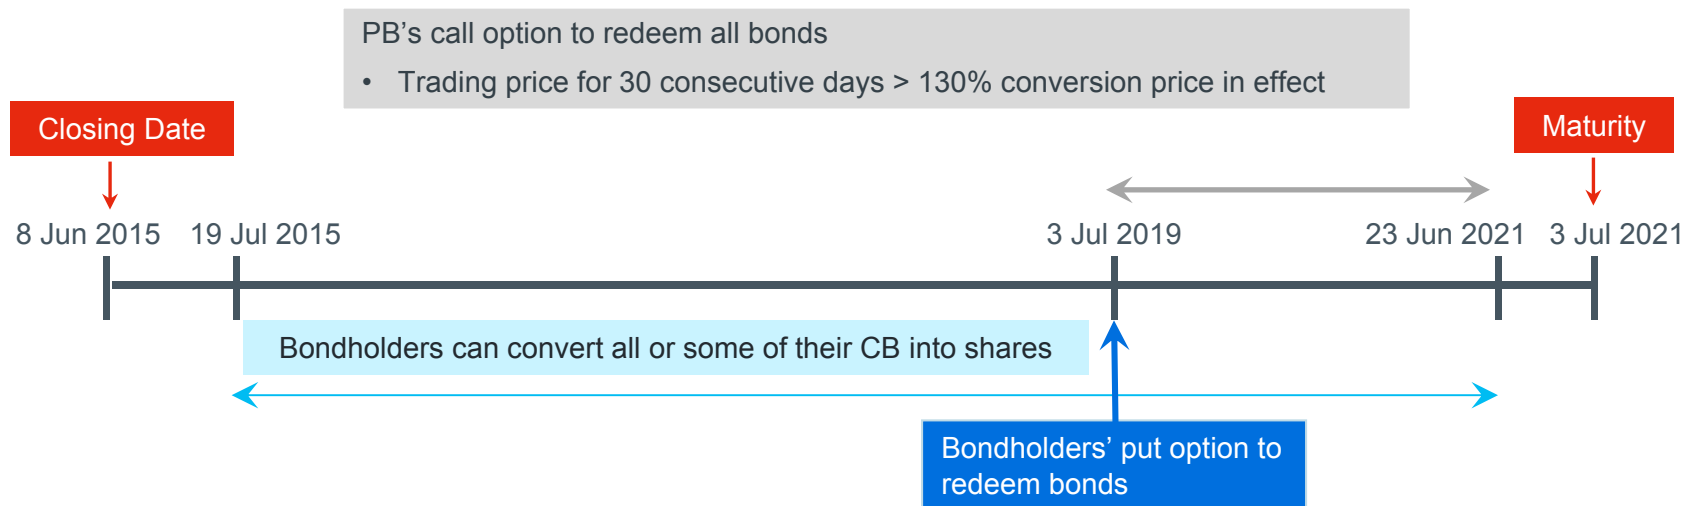 PB’s call option to redeem all bonds
• Trading price for 30 consecutive days > 130% conversion price in effect
Closing Date
Maturity
8 Jun 2015
19 Jul 2015
3 Jul 2019
23 Jun 2021
3 Jul 2021
Bondholders can convert all or some of their CB into shares
Bondholders’ put option to
redeem bonds